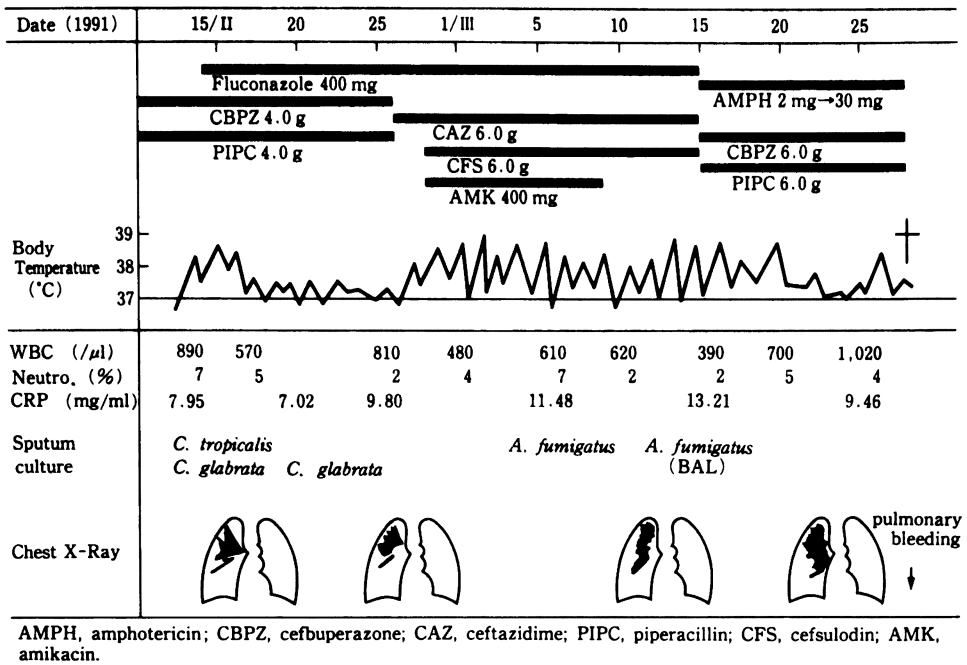 Date (1991) 15/II 20 25 1/III 5 10 15 20 25
Fluconazole 400 mg
AMPH 2 mg→30 mg
CBPZ 4.0 g
CAZ 6.0 g
PIPC 4.0 g
CFS 6.0 g
CBPZ 6.0 g
AMK 400 mg
PIPC 6.0 g
Body Temperature (°C)
39
38
37
WBC (/μl) 890 570 810 480 610 620 390 700 1,020
Neutro. (%) 7 5 2 4 7 2 2 5 4
CRP (mg/ml) 7.95 7.02 9.80 11.48 13.21 9.46
Sputum culture
C. tropicalis A. fumigatus A. fumigatus
C. glabrata C. glabrata (BAL)
Chest X-Ray
pulmonary
bleeding
AMPH, amphotericin; CBPZ, cefbuperazone; CAZ, ceftazidime; PIPC, piperacillin; CFS, cefsulodin; AMK,
amikacin.